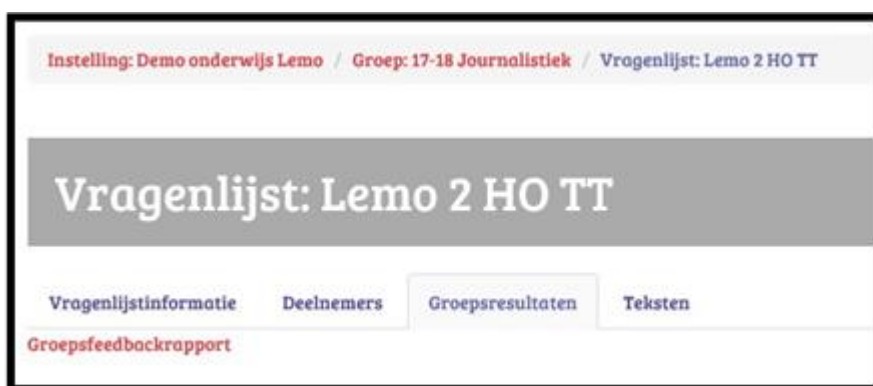 Instelling: Demo onderwijs Lemo / Groep: 17-18 Journalistiek / Vragenlijst: Lemo 2 HO TT
Vragenlijst: Lemo 2 HO TT
Vragenlijstinformatie Deelnemers Groepsresultaten Teksten
Groepsfeedbackrapport